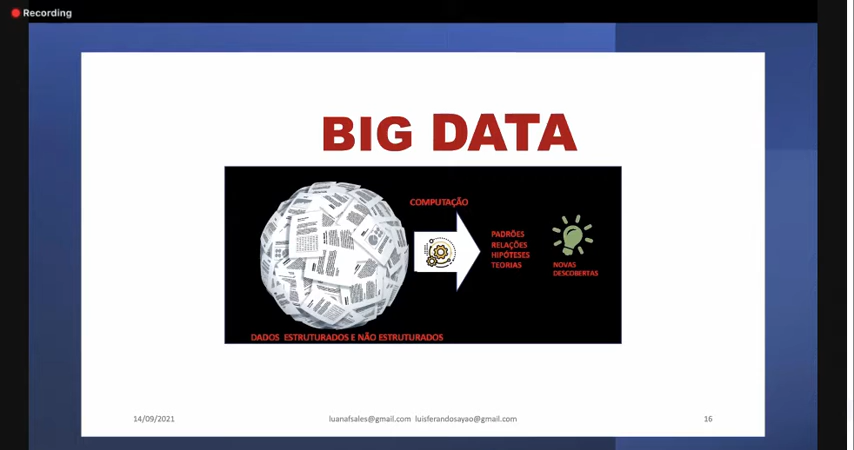 Recording
BIG DATA
COMPUTAÇÃO
PADRÕES
RELAÇÕES
HIPÓTESES
TEORIAS
NOVAS
DESCOBERTAS
DADOS ESTRUTURADOS E NÃO ESTRUTURADOS
14/09/2021
luanafsales@gmail.com luisferandosayao@gmail.com
16